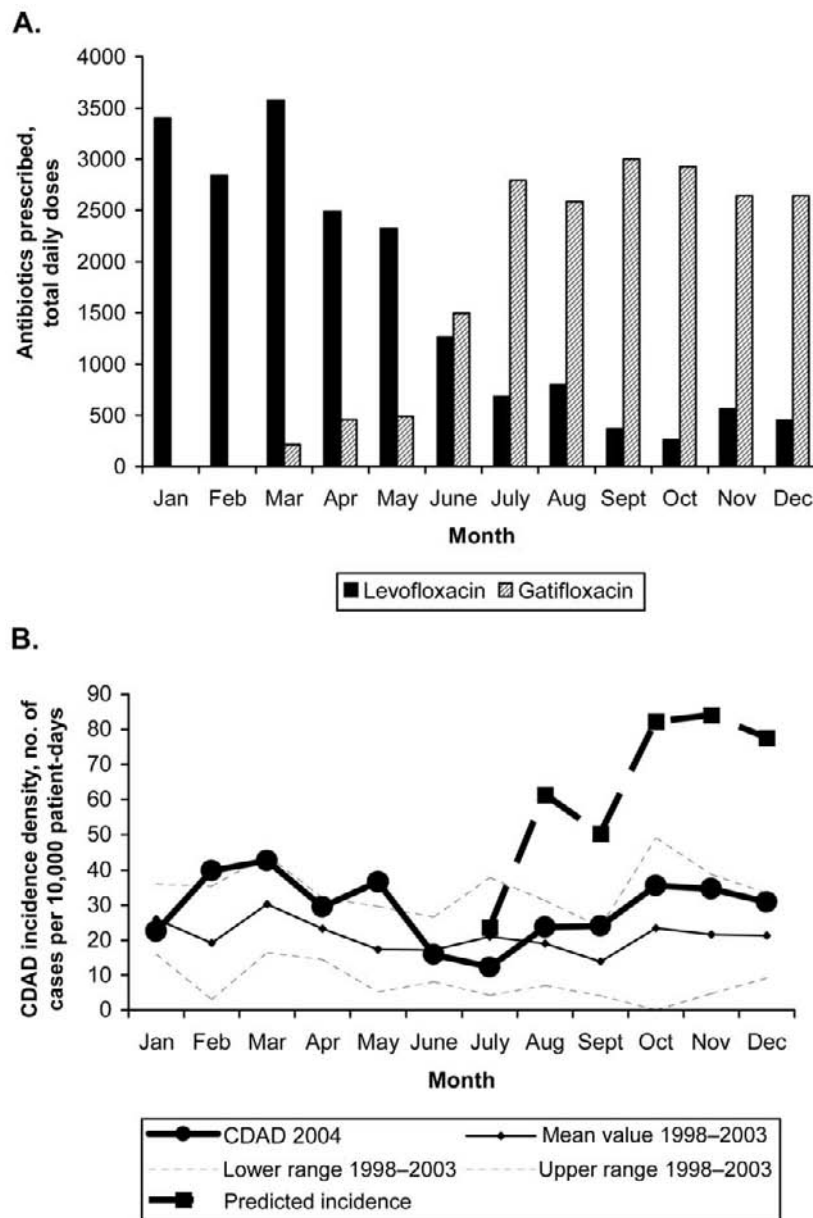 A.
4000
3500
3000
2500
2000
1500
1000
500
0
Antibiotics prescribed,
total daily doses
Jan Feb Mar Apr May June July Aug Sept Oct Nov Dec
Month
Levofloxacin Gatifloxacin
B.
90
80
70
60
50
40
30
20
10
0
CDAD incidence density, no. of
cases per 10,000 patient-days
Jan Feb Mar Apr May June July Aug Sept Oct Nov Dec
Month
CDAD 2004 Mean value 1998–2003
Lower range 1998–2003 Upper range 1998–2003
Predicted incidence